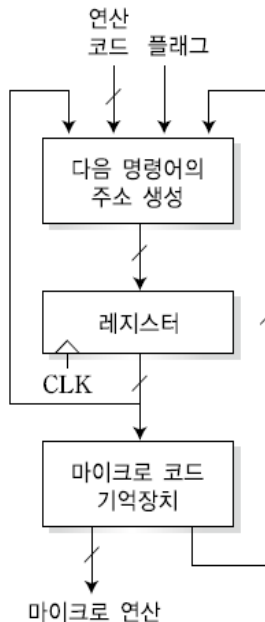 연산
코드 플래그
다음 명령어의
주소 생성
레지스터
CLK
마이크로 코드
기억장치
마이크로 연산